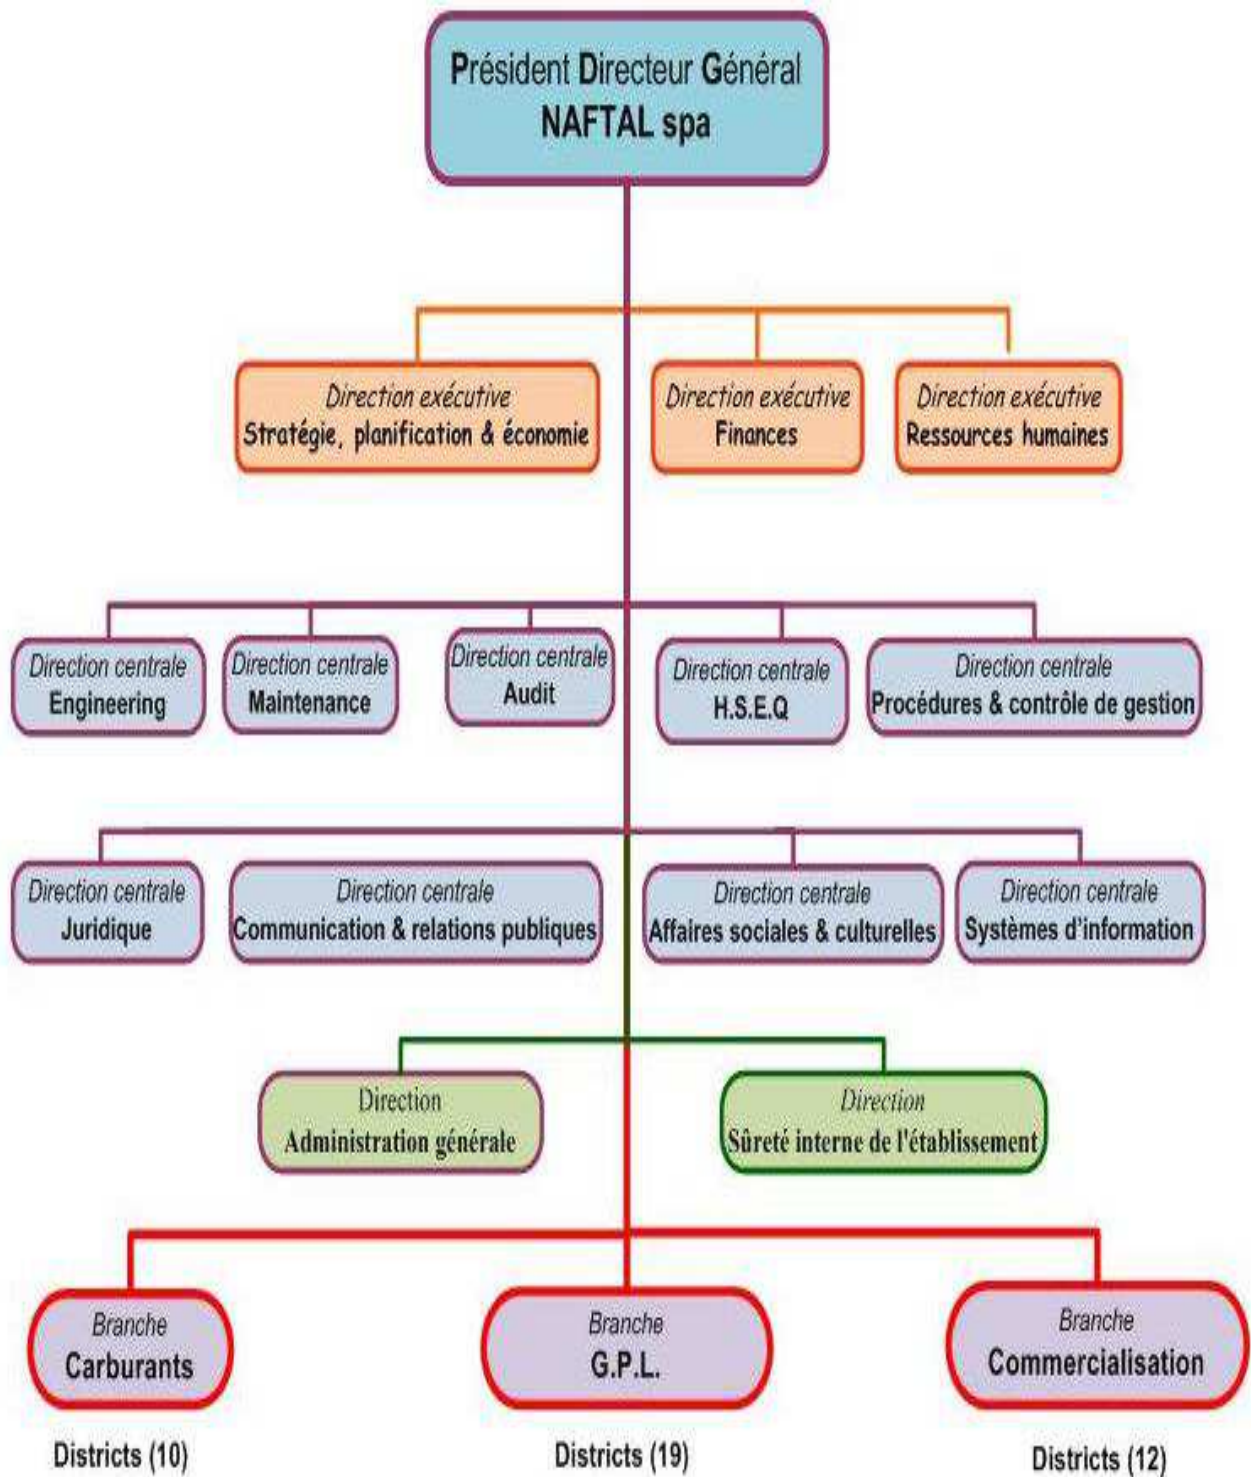 Président Directeur Général
NAFTAL spa
Direction exécutive
Stratégie, planification & économie
Direction exécutive
Finances
Direction exécutive
Ressources humaines
Direction centrale
Engineering
Direction centrale
Maintenance
Direction centrale
Audit
Direction centrale
H.S.E.Q
Direction centrale
Procédures & contrôle de gestion
Direction centrale
Juridique
Direction centrale
Communication & relations publiques
Direction centrale
Affaires sociales & culturelles
Direction centrale
Systèmes d'information
Direction
Administration générale
Direction
Sûreté interne de l'établissement
Branche
Carburants
Branche
G.P.L.
Branche
Commercialisation
Districts (10)
Districts (19)
Districts (12)